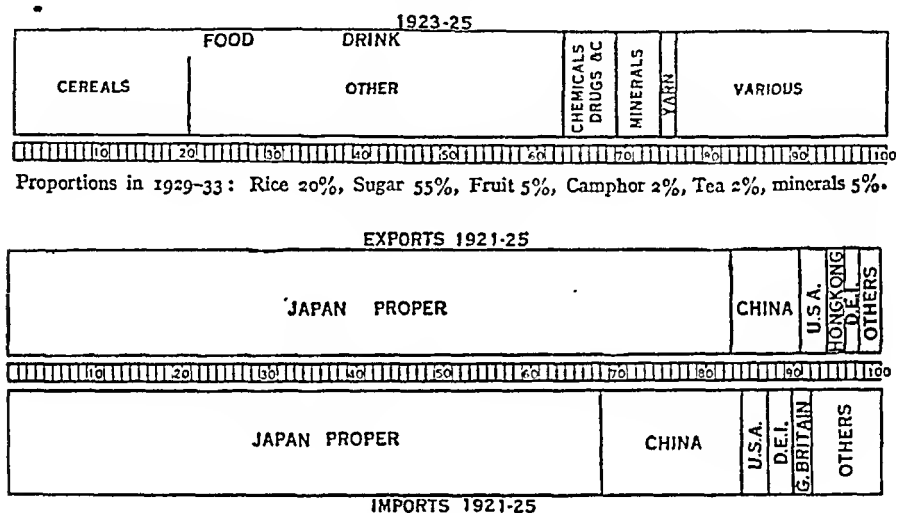 1923-25
FOOD DRINK
CEREALS OTHER CHEMICALS DRUGS &C MINERALS YARN VARIOUS
10 20 30 40 50 60 70 80 90 100
Proportions in 1929-33: Rice 20%, Sugar 55%, Fruit 5%, Camphor 2%, Tea 2%, minerals 5%.
EXPORTS 1921-25
JAPAN PROPER CHINA U.S.A. HONGKONG D.E.I. OTHERS
10 20 30 40 50 60 70 80 90 100
JAPAN PROPER CHINA U.S.A. D.E.I. G.BRITAIN OTHERS
IMPORTS 1921-25